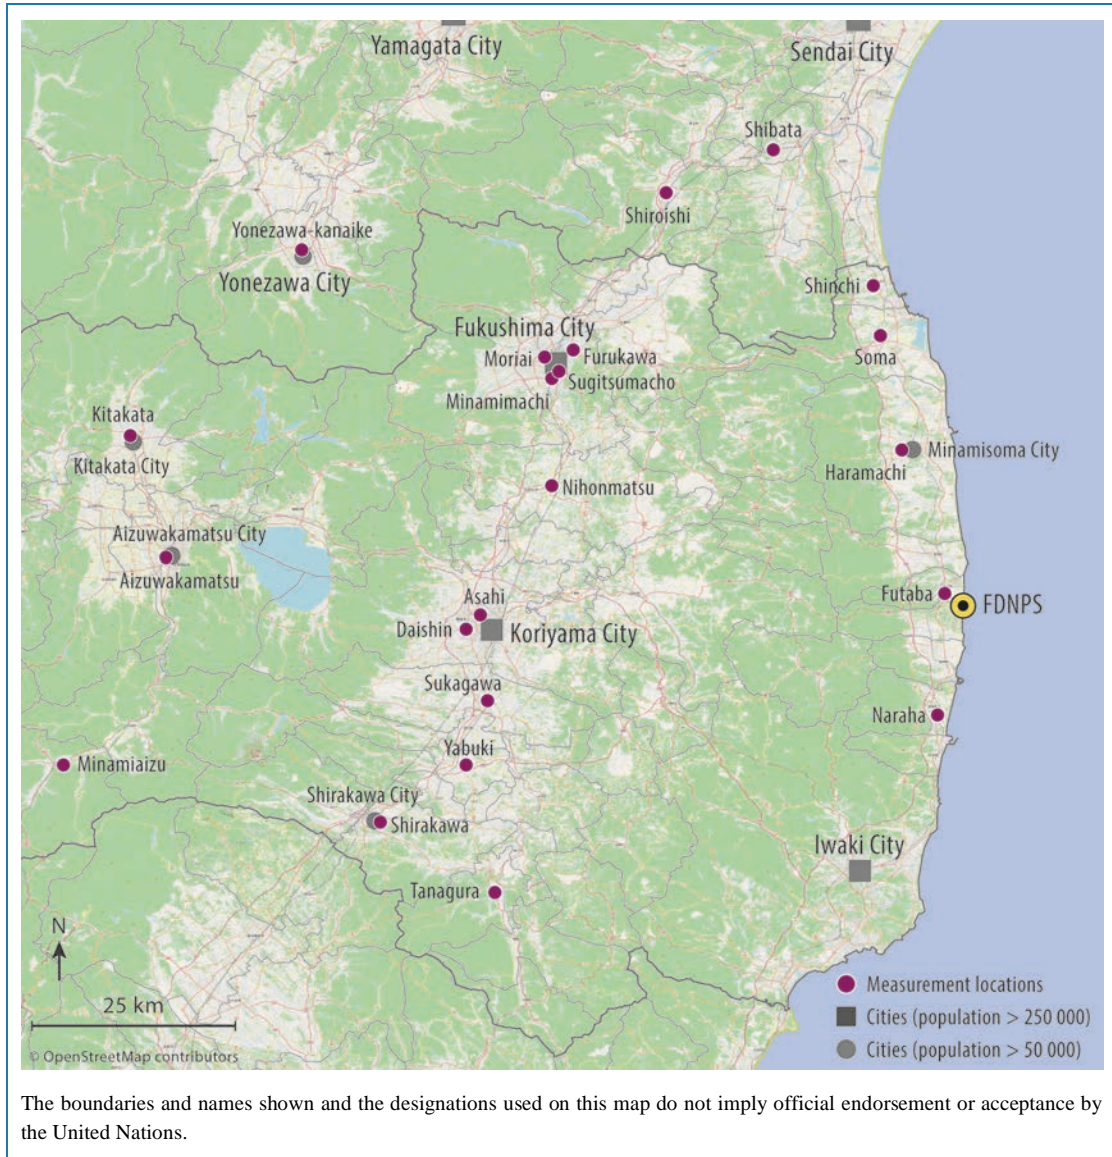 Yamagata City
Sendai City
Shibata
Shiroishi
Yonezawa-kanaike
Yonezawa City
Shinchi
Fukushima City
Moriai
Furukawa
Soma
Sugitsumacho
Minamimachi
Kitakata
Kitakata City
Minamisoma City
Haramachi
Nihonmatsu
Aizuwakamatsu City
Aizuwakamatsu
Futaba
FDNPS
Asahi
Daishin
Koriyama City
Sukagawa
Naraha
Yabuki
Minamiaizu
Shirakawa City
Shirakawa
Iwaki City
Tanagura
N
25 km
Measurement locations
Cities (population > 250 000)
Cities (population > 50 000)
© OpenStreetMap contributors
The boundaries and names shown and the designations used on this map do not imply official endorsement or acceptance by
the United Nations.